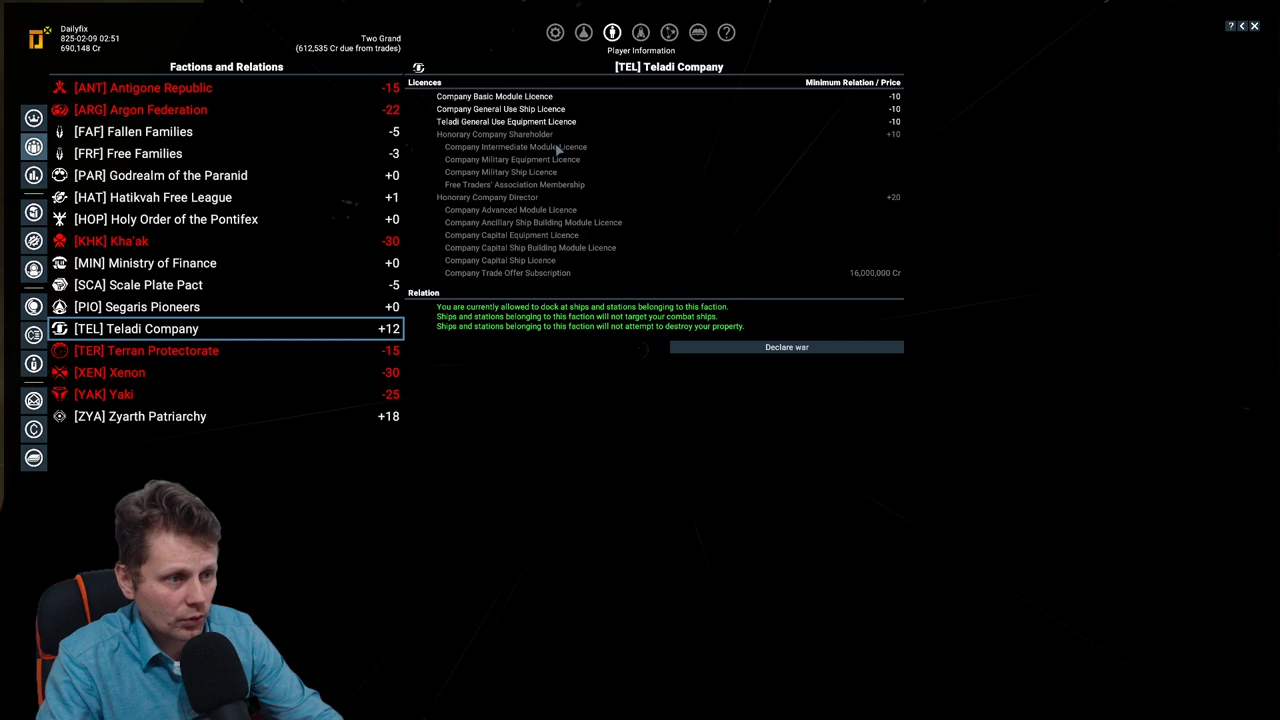 Dailyfix
825-02-09 02:51
690,148 Cr
Two Grand
(612,535 Cr due from trades)
Player Information
? < X
Factions and Relations
[ANT] Antigone Republic -15
[ARG] Argon Federation -22
[FAF] Fallen Families -5
[FRF] Free Families -3
[PAR] Godrealm of the Paranid +0
[HAT] Hatikvah Free League +1
[HOP] Holy Order of the Pontifex +0
[KHK] Kha'ak -30
[MIN] Ministry of Finance +0
[SCA] Scale Plate Pact -5
[PIO] Segaris Pioneers +0
[TEL] Teladi Company +12
[TER] Terran Protectorate -15
[XEN] Xenon -30
[YAK] Yaki -25
[ZYA] Zyarth Patriarchy +18
[TEL] Teladi Company
Licences Minimum Relation / Price
Company Basic Module Licence -10
Company General Use Ship Licence -10
Teladi General Use Equipment Licence -10
Honorary Company Shareholder +10
Company Intermediate Module Licence
Company Military Equipment Licence
Company Military Ship Licence
Free Traders' Association Membership
Honorary Company Director +20
Company Advanced Module Licence
Company Ancillary Ship Building Module Licence
Company Capital Equipment Licence
Company Capital Ship Building Module Licence
Company Capital Ship Licence
Company Trade Offer Subscription 16,000,000 Cr
Relation
You are currently allowed to dock at ships and stations belonging to this faction.
Ships and stations belonging to this faction will not target your combat ships.
Ships and stations belonging to this faction will not attempt to destroy your property.
Declare war